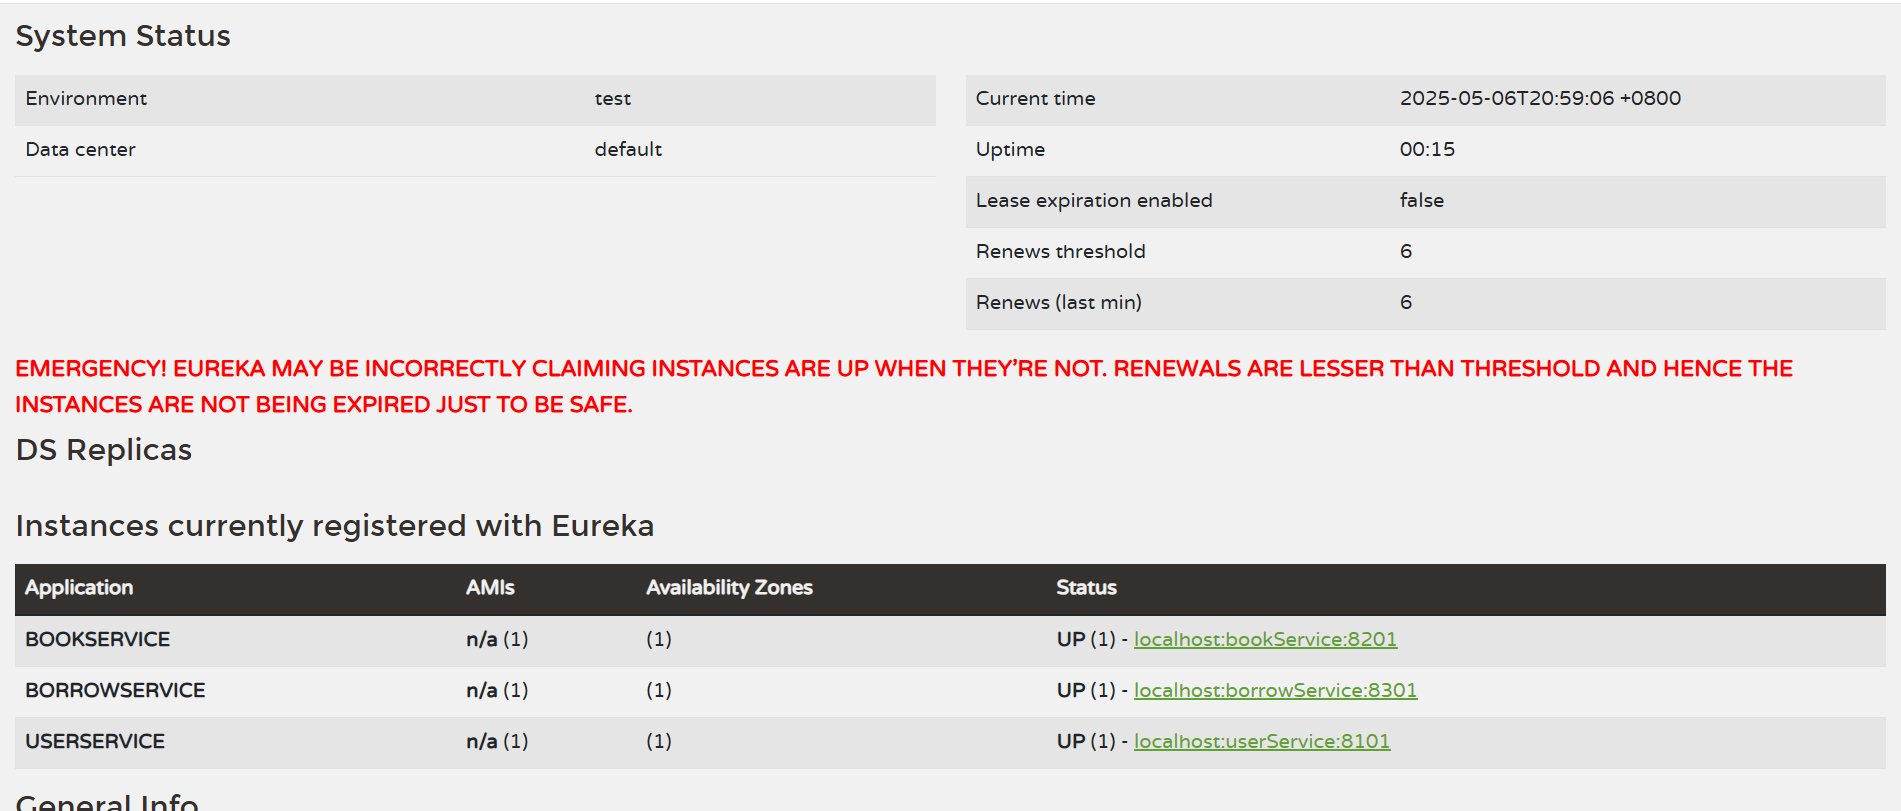 System Status
Environment test
Data center default
Current time 2025-05-06T20:59:06 +0800
Uptime 00:15
Lease expiration enabled false
Renews threshold 6
Renews (last min) 6
EMERGENCY! EUREKA MAY BE INCORRECTLY CLAIMING INSTANCES ARE UP WHEN THEY'RE NOT. RENEWALS ARE LESSER THAN THRESHOLD AND HENCE THE
INSTANCES ARE NOT BEING EXPIRED JUST TO BE SAFE.
DS Replicas
Instances currently registered with Eureka
Application AMIs Availability Zones Status
BOOKSERVICE n/a (1) (1) UP (1) - localhost:bookService:8201
BORROWSERVICE n/a (1) (1) UP (1) - localhost:borrowService:8301
USERSERVICE n/a (1) (1) UP (1) - localhost:userService:8101
General Info